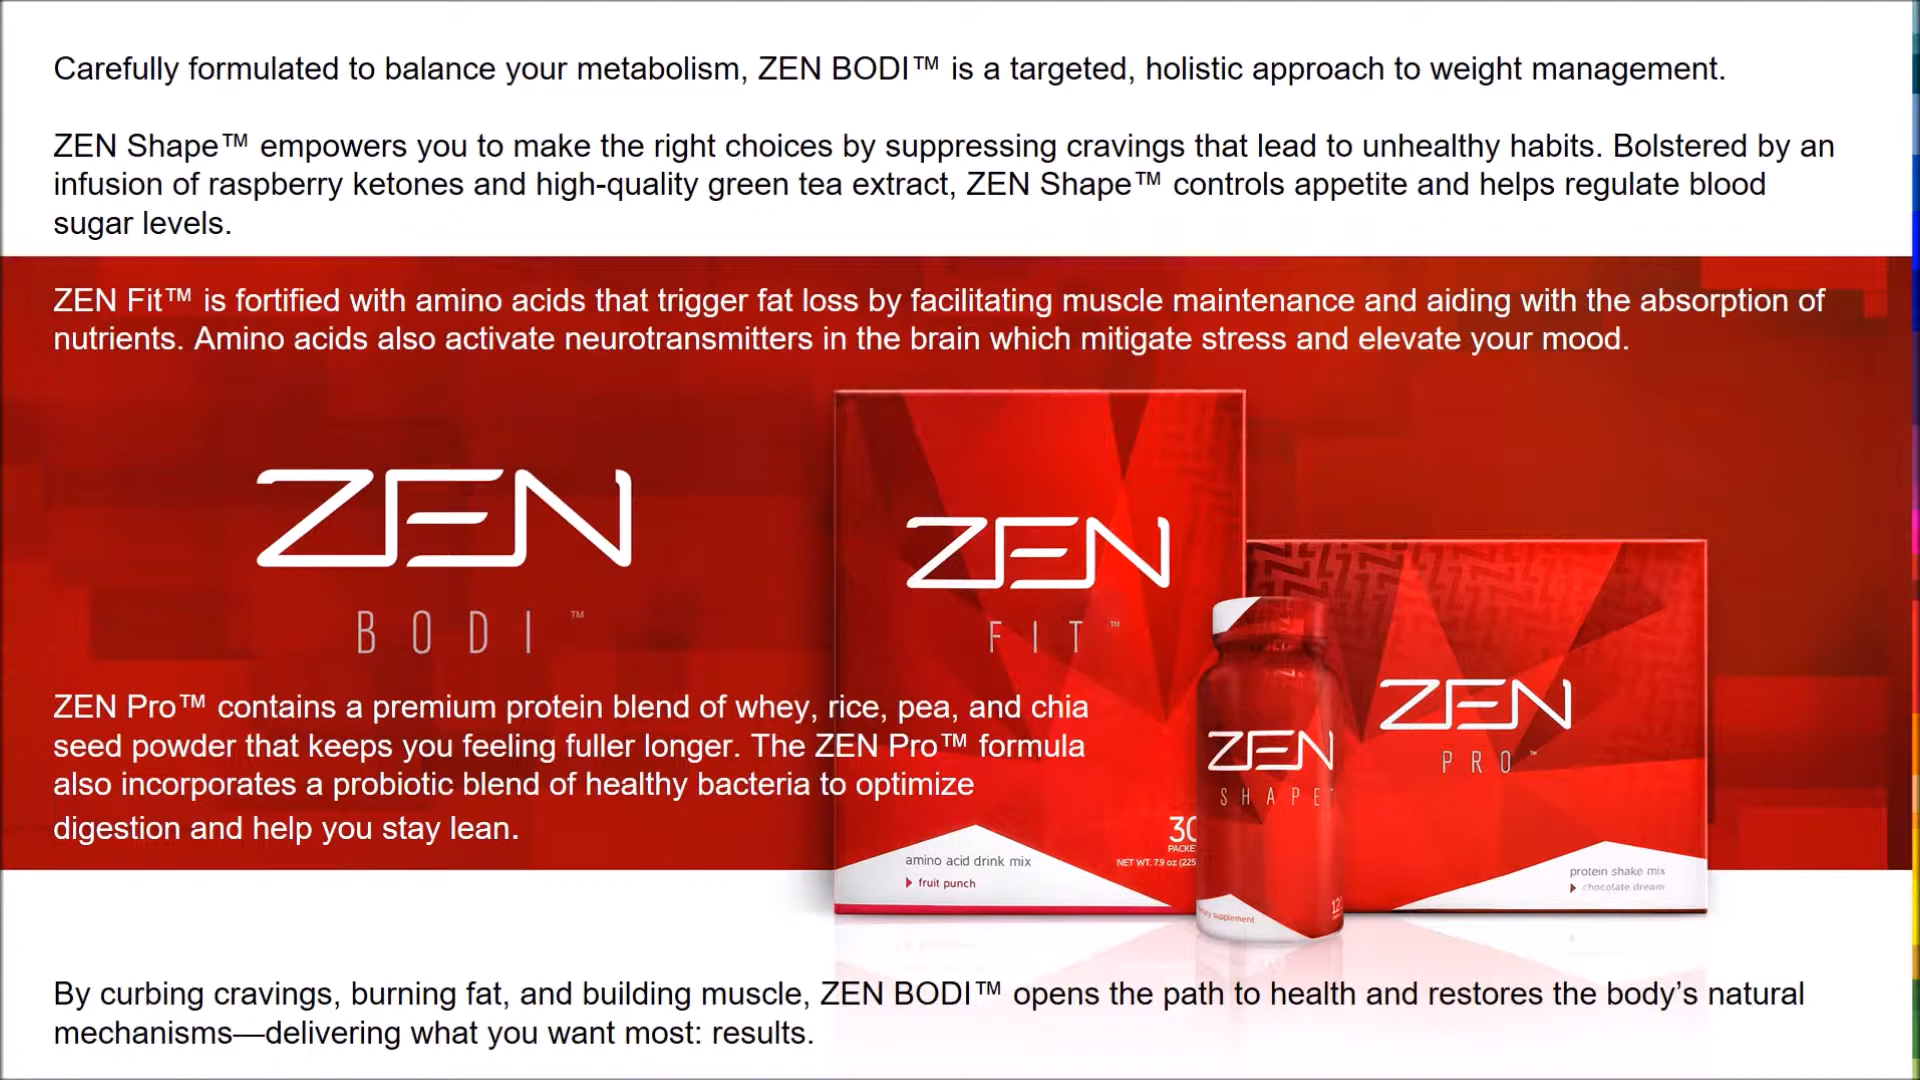 Carefully formulated to balance your metabolism, ZEN BODI™ is a targeted, holistic approach to weight management.
ZEN Shape™ empowers you to make the right choices by suppressing cravings that lead to unhealthy habits. Bolstered by an
infusion of raspberry ketones and high-quality green tea extract, ZEN Shape™ controls appetite and helps regulate blood
sugar levels.
ZEN Fit™ is fortified with amino acids that trigger fat loss by facilitating muscle maintenance and aiding with the absorption of
nutrients. Amino acids also activate neurotransmitters in the brain which mitigate stress and elevate your mood.
ZEN
BODI™
ZEN
FIT™
ZEN
PRO™
ZEN
SHAPE
ZEN Pro™ contains a premium protein blend of whey, rice, pea, and chia
seed powder that keeps you feeling fuller longer. The ZEN Pro™ formula
also incorporates a probiotic blend of healthy bacteria to optimize
digestion and help you stay lean.
30
amino acid drink mix
NET WT. 7.9 oz (225
fruit punch
protein shake mix
chocolate dream
supplement
By curbing cravings, burning fat, and building muscle, ZEN BODI™ opens the path to health and restores the body’s natural
mechanisms—delivering what you want most: results.